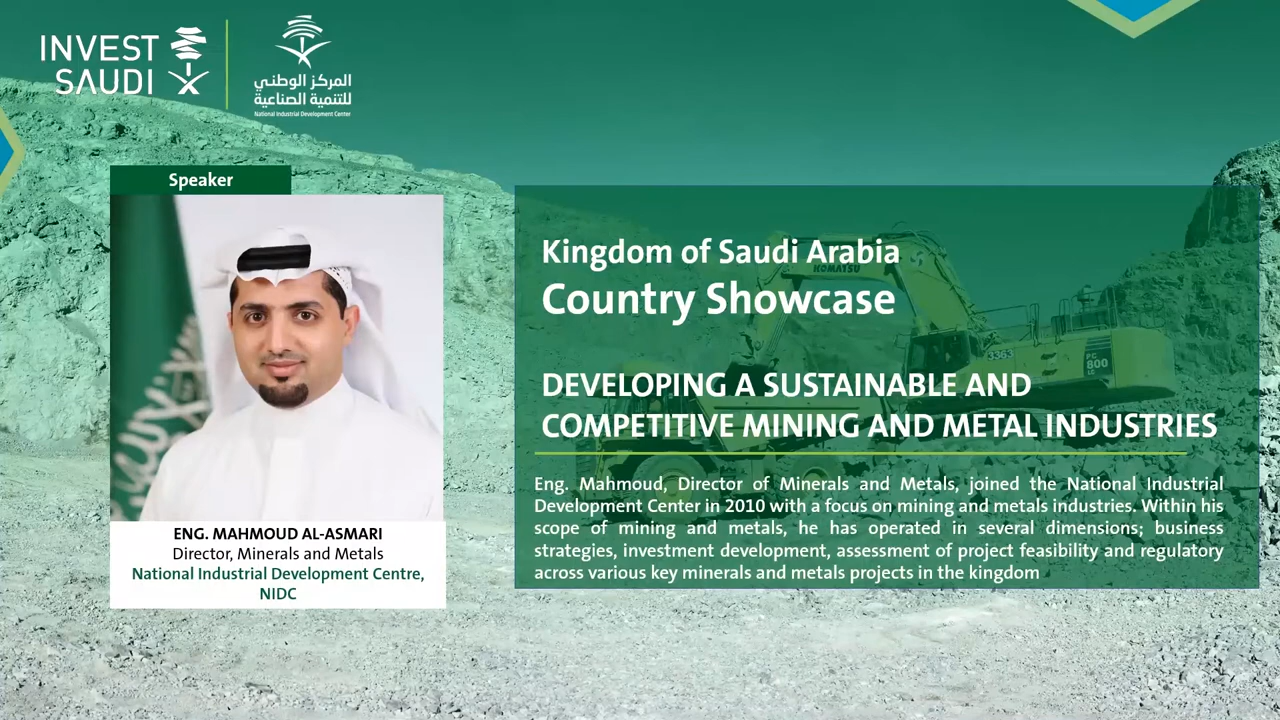 INVEST
SAUDI
المركز الوطني
للتنمية الصناعية
National Industrial Development Center
Speaker
ENG. MAHMOUD AL-ASMARI
Director, Minerals and Metals
National Industrial Development Centre,
NIDC
Kingdom of Saudi Arabia
Country Showcase
DEVELOPING A SUSTAINABLE AND
COMPETITIVE MINING AND METAL INDUSTRIES
Eng. Mahmoud, Director of Minerals and Metals, joined the National Industrial
Development Center in 2010 with a focus on mining and metals industries. Within his
scope of mining and metals, he has operated in several dimensions; business
strategies, investment development, assessment of project feasibility and regulatory
across various key minerals and metals projects in the kingdom
KOMATSU
3363
PC
800
LC